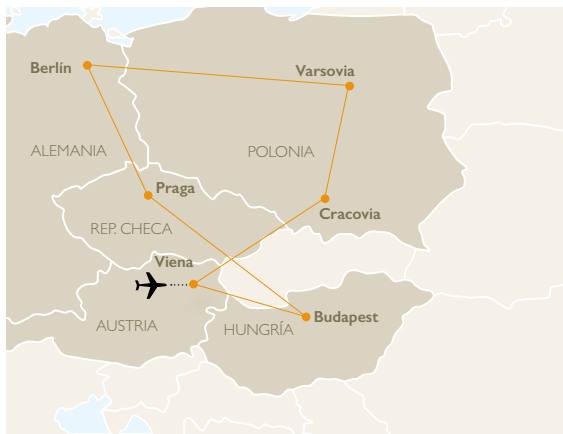 Berlín
Varsovia
ALEMANIA
POLONIA
Praga
Cracovia
REP. CHECA
Viena
Budapest
AUSTRIA
HUNGRÍA